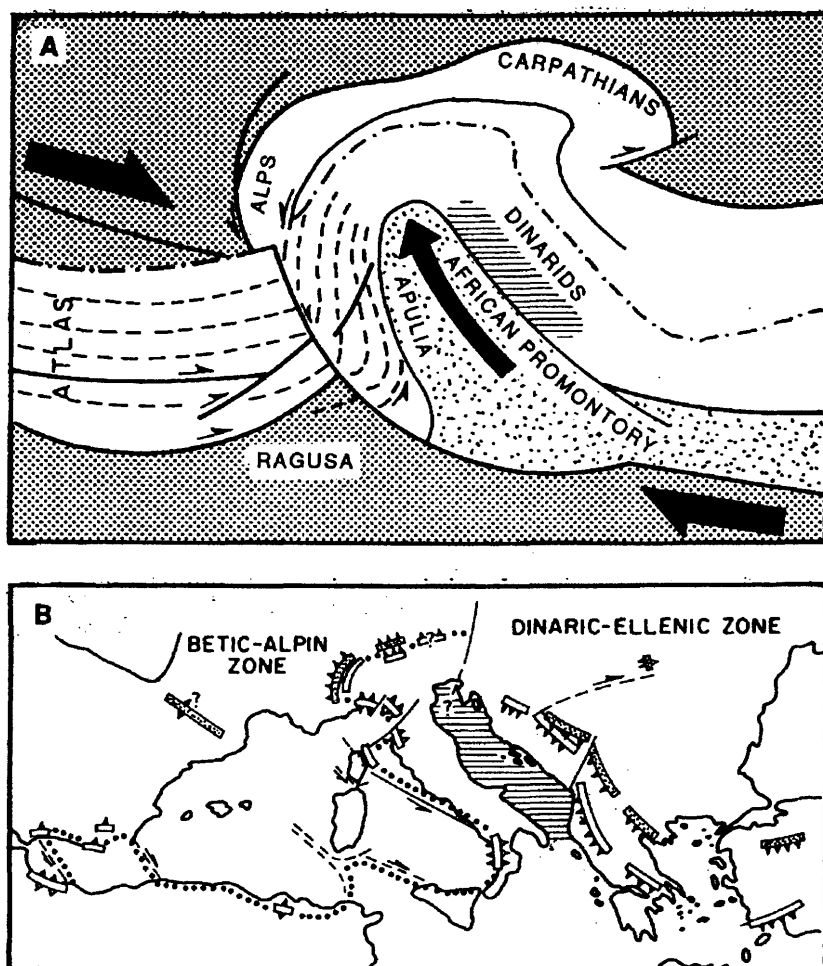 A
CARPATHIANS
ALPS
DINARIDS
AFRICAN PROMONTORY
APULIA
ATLAS
RAGUSA
B
BETIC-ALPIN
ZONE
DINARIC-ELLENIC ZONE
?
?
?